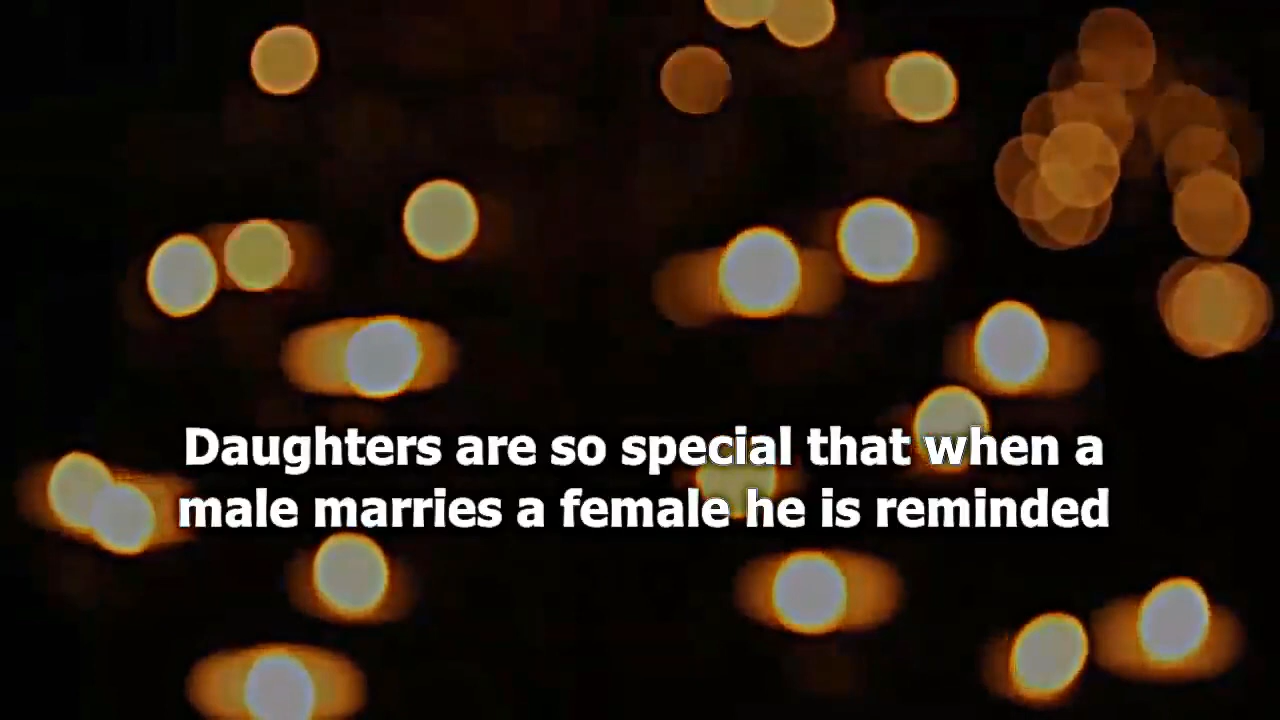 Daughters are so special that when a
male marries a female he is reminded